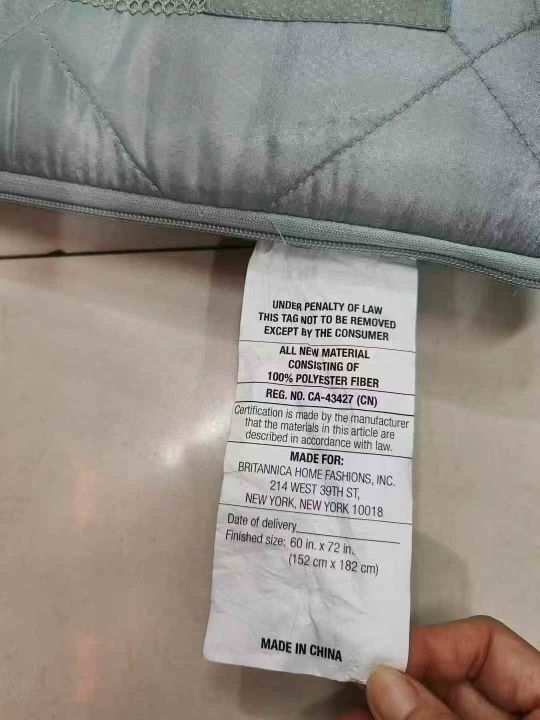 UNDER PENALTY OF LAW
THIS TAG NOT TO BE REMOVED
EXCEPT BY THE CONSUMER
ALL NEW MATERIAL
CONSISTING OF
100% POLYESTER FIBER
REG. NO. CA-43427 (CN)
Certification is made by the manufacturer
that the materials in this article are
described in accordance with law.
MADE FOR:
BRITANNICA HOME FASHIONS, INC.
214 WEST 39TH ST,
NEW YORK, NEW YORK 10018
Date of delivery
Finished size: 60 in. x 72 in.
(152 cm x 182 cm)
MADE IN CHINA